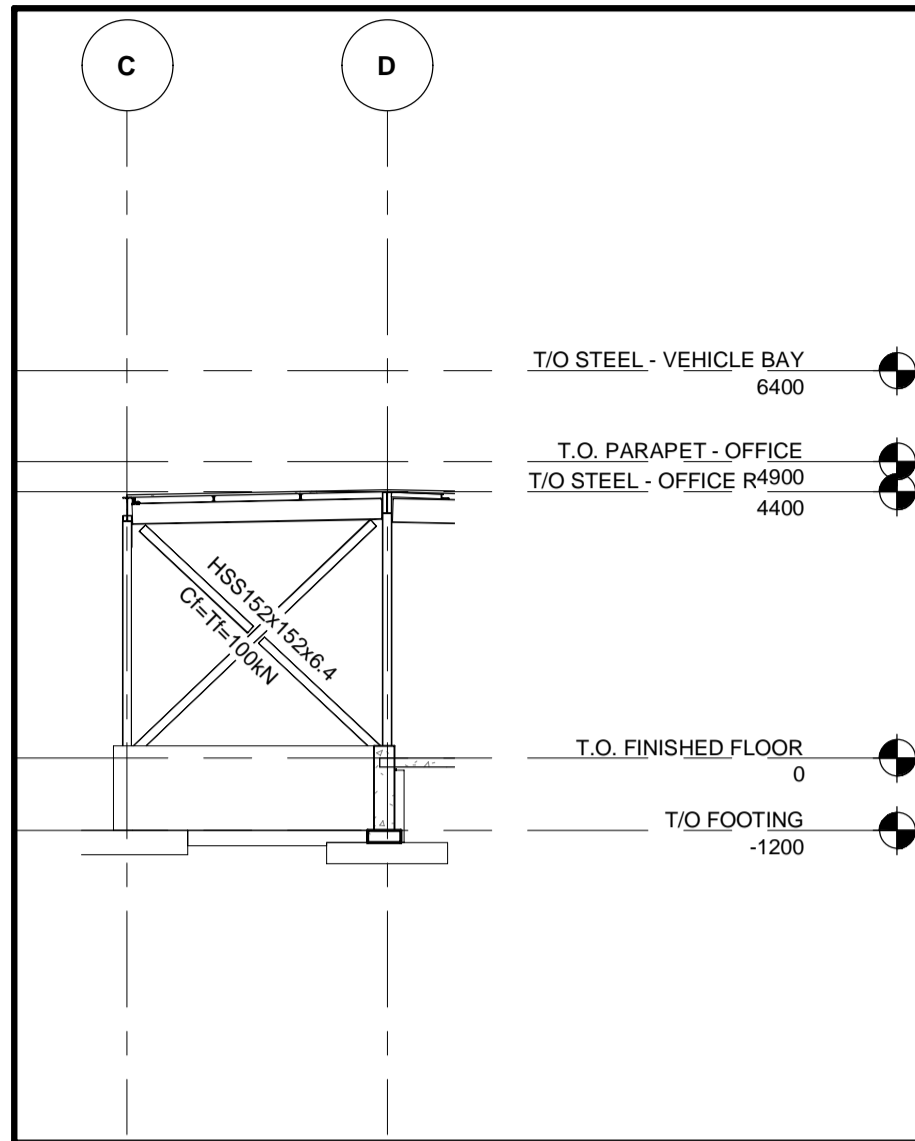 C
D
T/O STEEL - VEHICLE BAY
6400
T.O. PARAPET - OFFICE
4900
T/O STEEL - OFFICE R
4400
HSS152x152x6.4
Cf=Tf=100kN
T.O. FINISHED FLOOR
0
T/O FOOTING
-1200